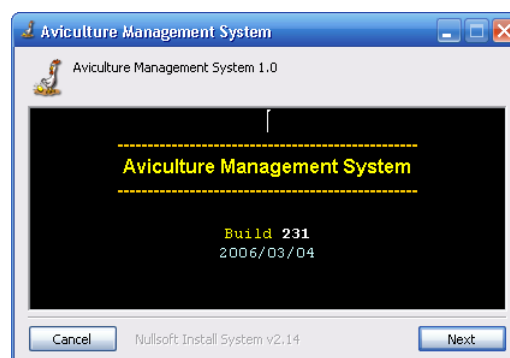 Aviculture Management System
Aviculture Management System 1.0
----------------------------------------
Aviculture Management System
----------------------------------------
Build 231
2006/03/04
Cancel Nullsoft Install System v2.14 Next